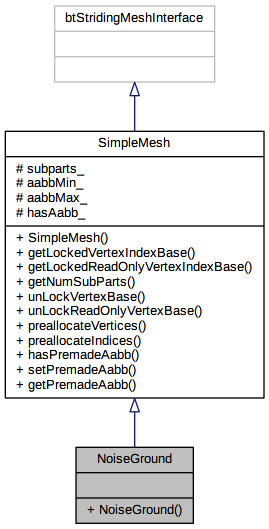 btStridingMeshInterface
SimpleMesh
# subparts_
# aabbMin_
# aabbMax_
# hasAabb_
+ SimpleMesh()
+ getLockedVertexIndexBase()
+ getLockedReadOnlyVertexIndexBase()
+ getNumSubParts()
+ unLockVertexBase()
+ unLockReadOnlyVertexBase()
+ preallocateVertices()
+ preallocateIndices()
+ hasPremadeAabb()
+ setPremadeAabb()
+ getPremadeAabb()
NoiseGround
+ NoiseGround()